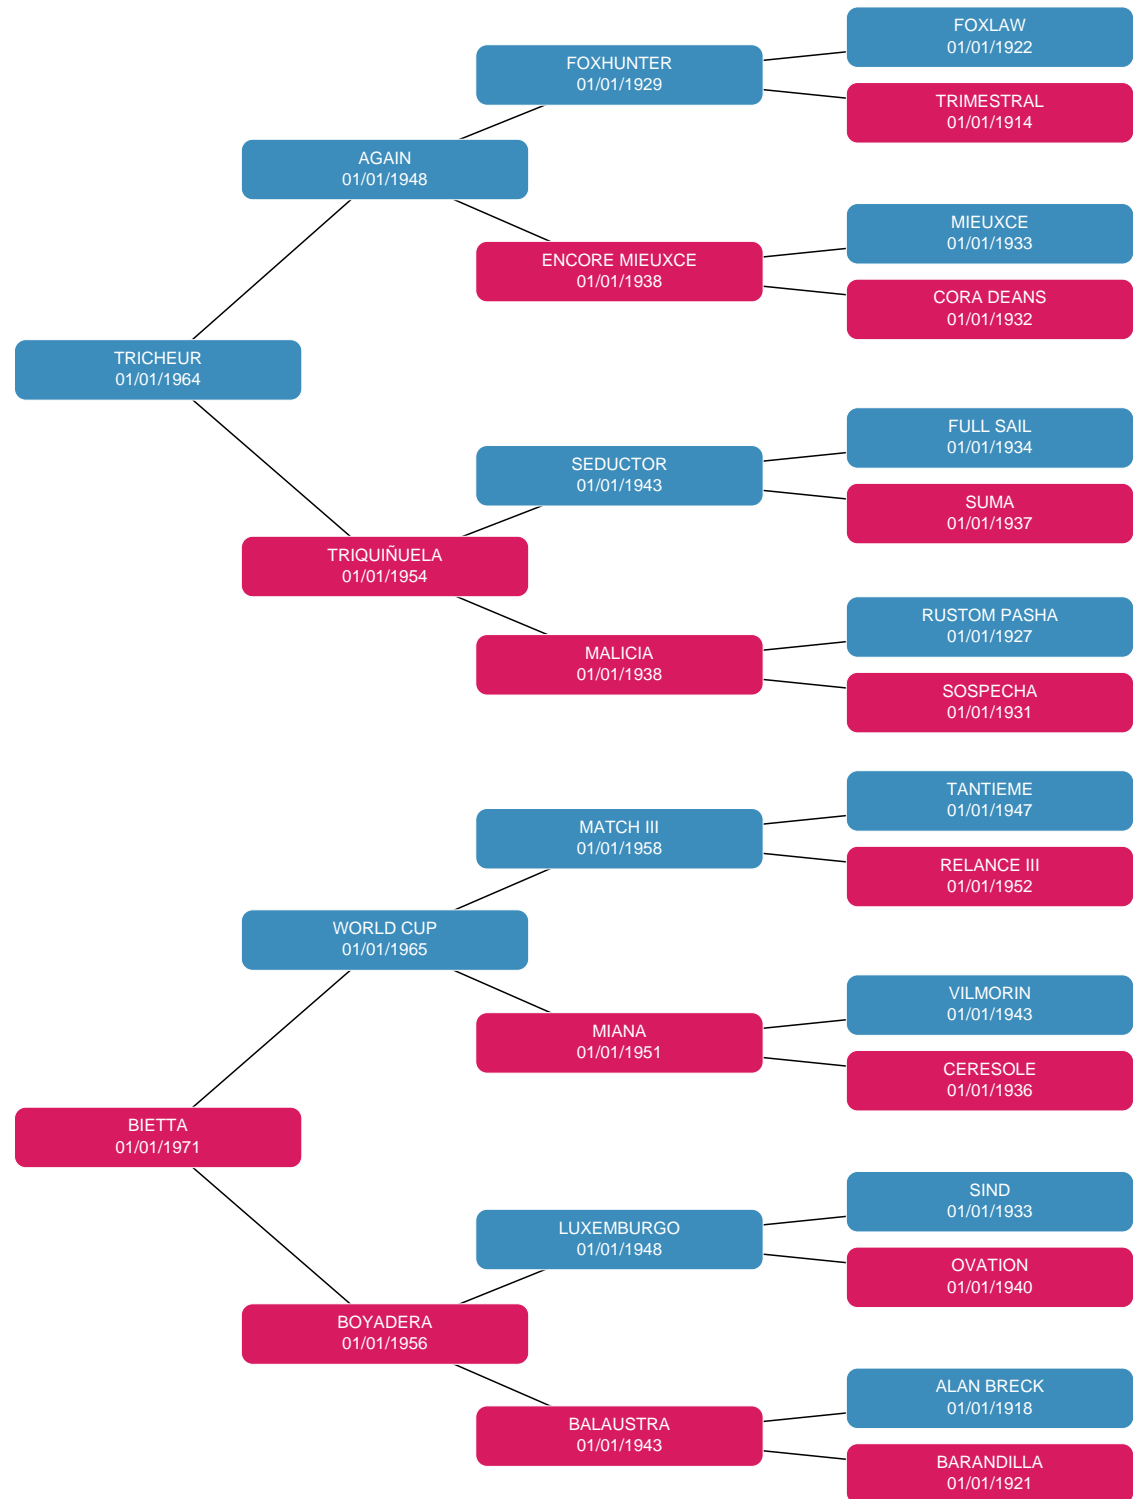 FOXLAW
01/01/1922
FOXHUNTER
01/01/1929
TRIMESTRAL
01/01/1914
AGAIN
01/01/1948
MIEUXCE
01/01/1933
ENCORE MIEUXCE
01/01/1938
CORA DEANS
01/01/1932
TRICHEUR
01/01/1964
FULL SAIL
01/01/1934
SEDUCTOR
01/01/1943
SUMA
01/01/1937
TRIQUIÑUELA
01/01/1954
RUSTOM PASHA
01/01/1927
MALICIA
01/01/1938
SOSPECHA
01/01/1931
TANTIEME
01/01/1947
MATCH III
01/01/1958
RELANCE III
01/01/1952
WORLD CUP
01/01/1965
VILMORIN
01/01/1943
MIANA
01/01/1951
CERESOLE
01/01/1936
BIETTA
01/01/1971
SIND
01/01/1933
LUXEMBURGO
01/01/1948
OVATION
01/01/1940
BOYADERA
01/01/1956
ALAN BRECK
01/01/1918
BALAUSTRA
01/01/1943
BARANDILLA
01/01/1921